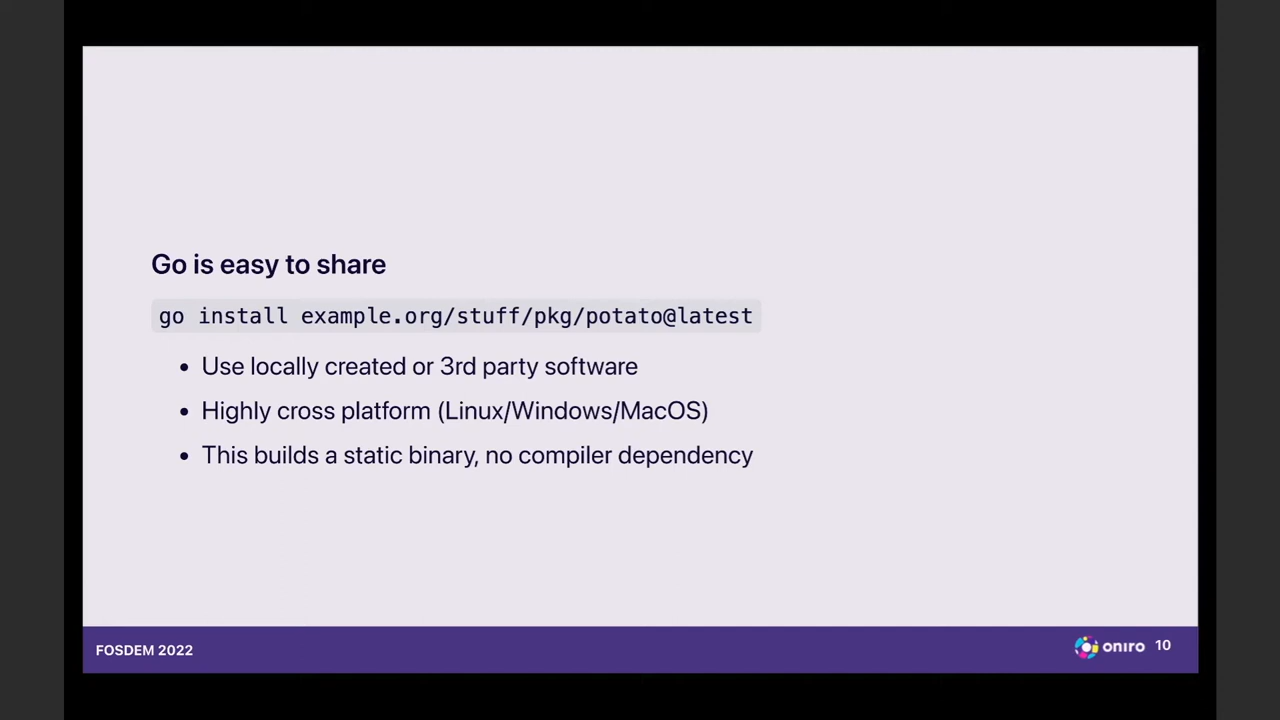 Go is easy to share
go install example.org/stuff/pkg/potato@latest
• Use locally created or 3rd party software
• Highly cross platform (Linux/Windows/MacOS)
• This builds a static binary, no compiler dependency
FOSDEM 2022
oniro 10